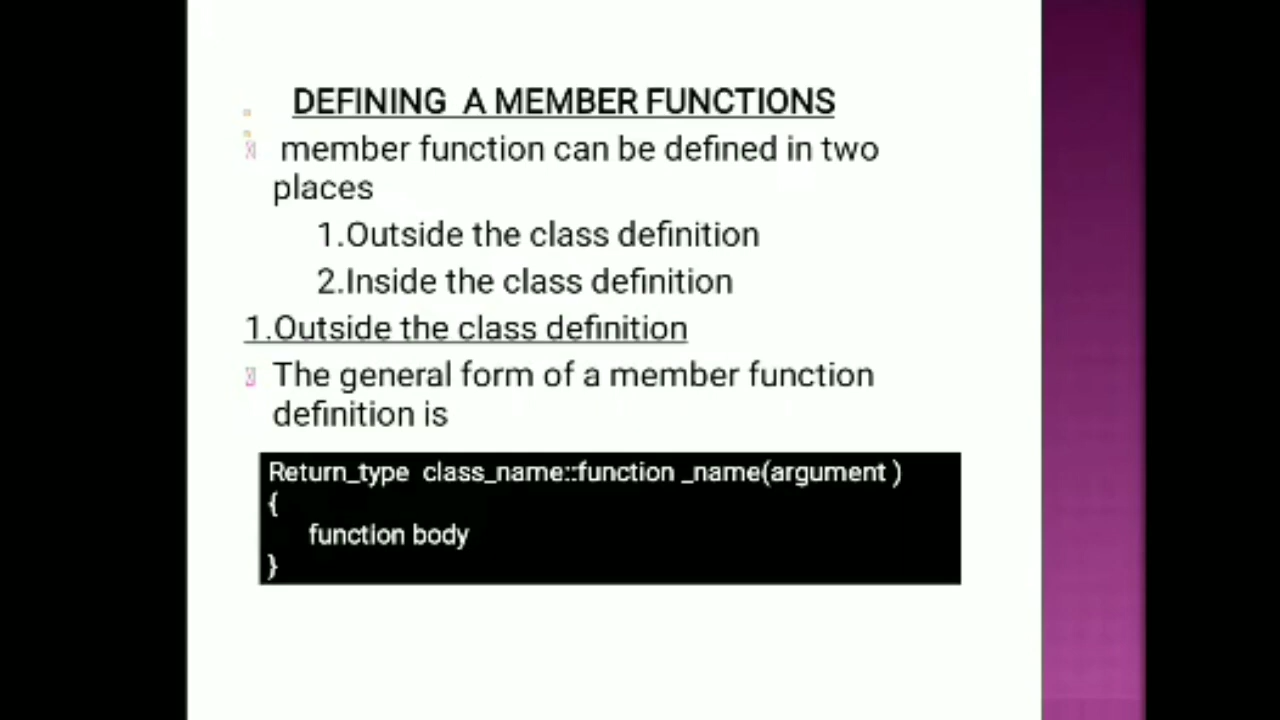 DEFINING A MEMBER FUNCTIONS
member function can be defined in two
places
1.Outside the class definition
2.Inside the class definition
1.Outside the class definition
The general form of a member function
definition is
Return_type class_name::function _name(argument )
{
function body
}